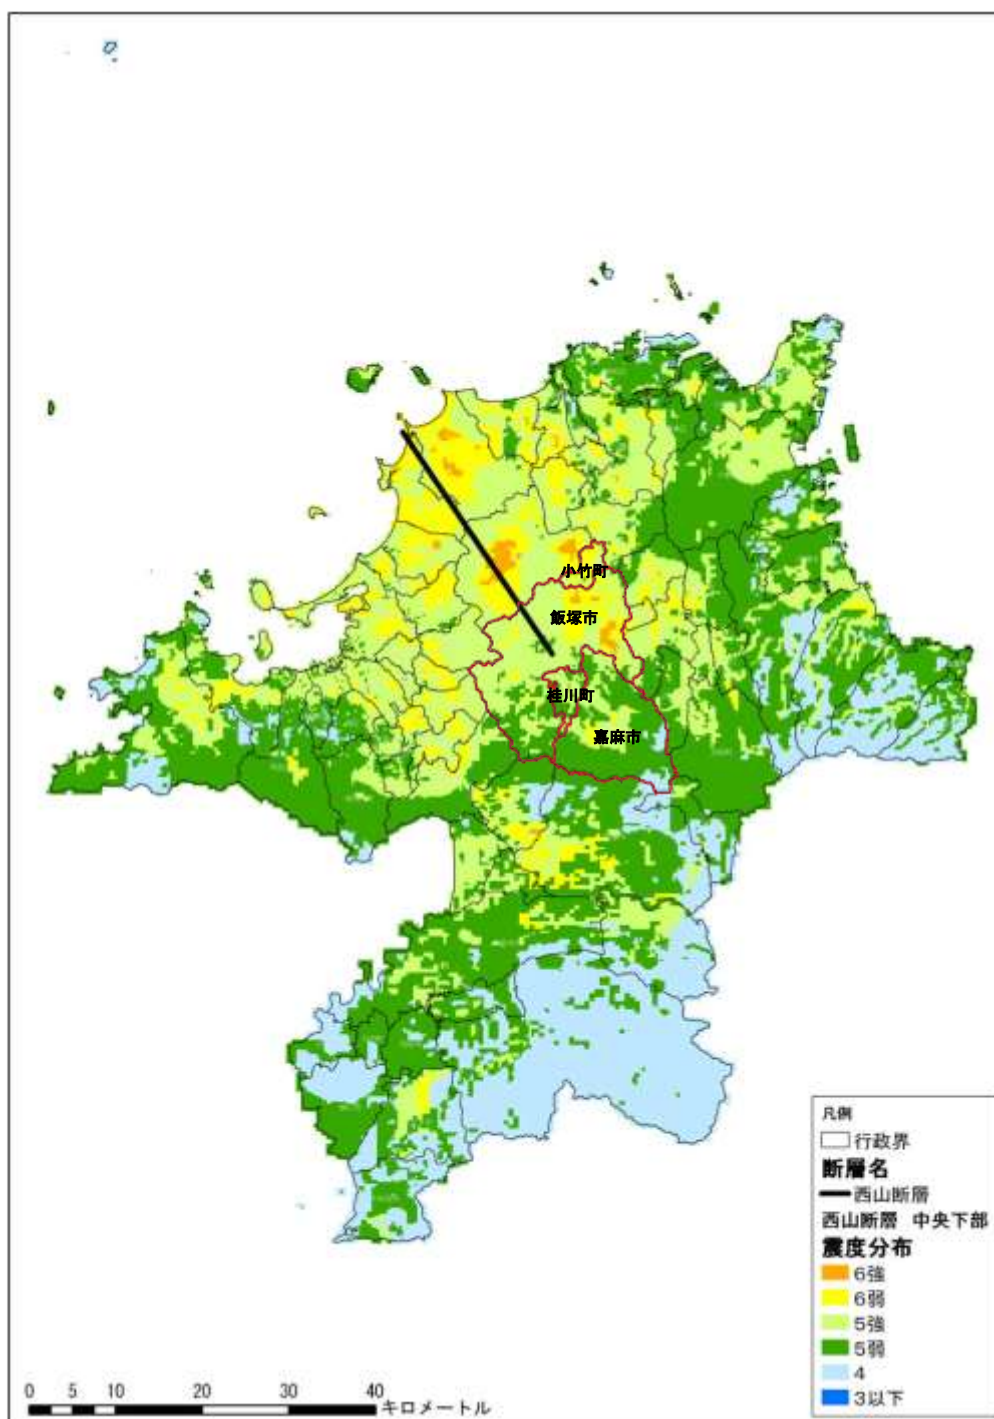 小竹町
飯塚市
桂川町
嘉麻市
凡例
行政界
断層名
西山断層
西山断層 中央下部
震度分布
6強
6弱
5強
5弱
4
3以下
0 5 10 20 30 40
キロメートル